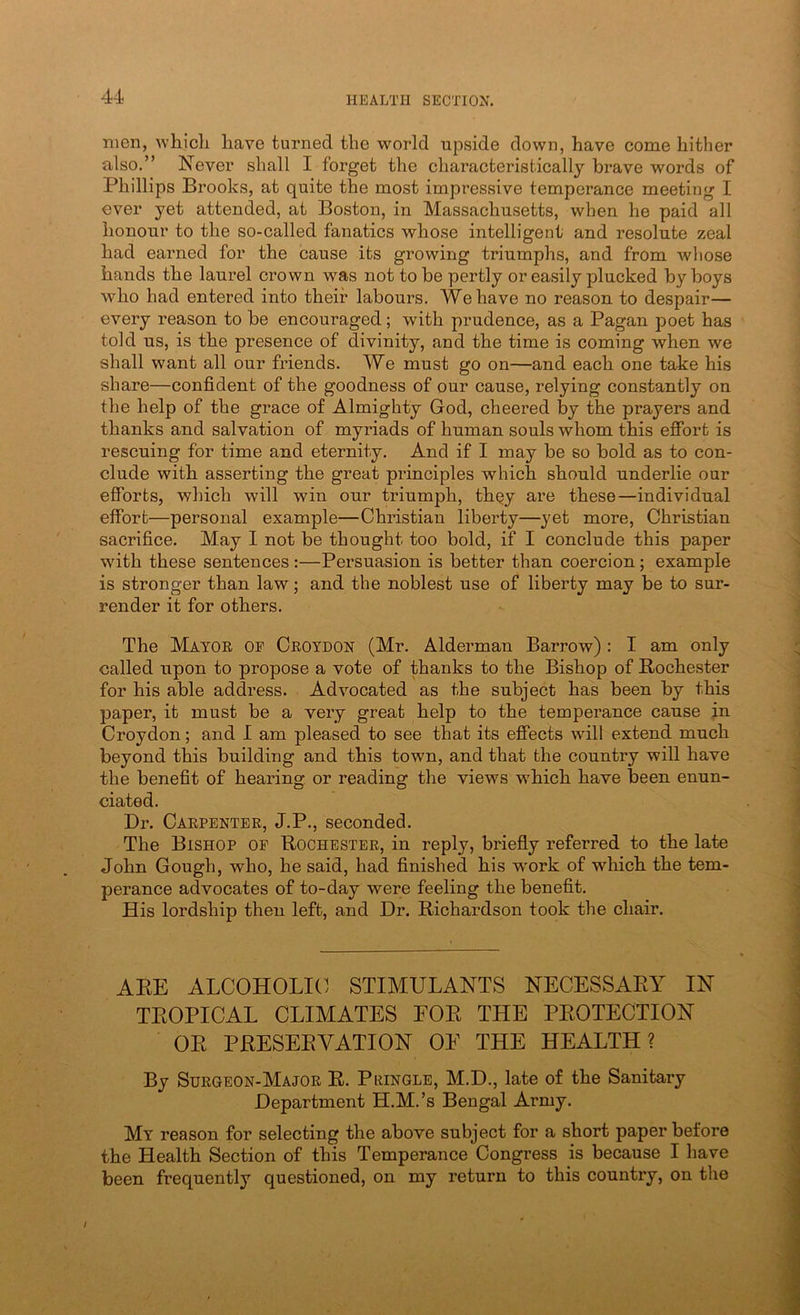 44
HEALTH SECTION.
men, which have turned the world upside down, have come hither
also.” Never shall I forget the characteristically brave words of
Phillips Brooks, at quite the most impressive temperance meeting I
ever yet attended, at Boston, in Massachusetts, when he paid all
honour to the so-called fanatics whose intelligent and resolute zeal
had earned for the cause its growing triumphs, and from whose
hands the laurel crown was not to be pertly or easily plucked by boys
who had entered into their labours. We have no reason to despair—
every reason to be encouraged; with prudence, as a Pagan poet has
told us, is the presence of divinity, and the time is coming when we
shall want all our friends. We must go on—and each one take his
share—confident of the goodness of our cause, relying constantly on
the help of the grace of Almighty God, cheered by the prayers and
thanks and salvation of myriads of human souls whom this effort is
rescuing for time and eternity. And if I may be so bold as to con-
clude with asserting the great principles which should underlie our
efforts, which will win our triumph, they are these—individual
effort—personal example—Christian liberty—yet more, Christian
sacrifice. May I not be thought too bold, if I conclude this paper
with these sentences:—Persuasion is better than coercion; example
is stronger than law; and the noblest use of liberty may be to sur-
render it for others.
The Mayor of Croydon (Mr. Alderman Barrow): I am only
called upon to propose a vote of thanks to the Bishop of Rochester
for his able address. Advocated as the subject has been by this
paper, it must be a very great help to the temperance cause in
Croydon; and I am pleased to see that its effects will extend much
beyond this building and this town, and that the country will have
the benefit of hearing or reading the views which have been enun-
ciated.
Dr. Carpenter, J.P., seconded.
The Bishop of Rochester, in reply, briefly referred to the late
John Gough, who, he said, had finished his work of which the tem-
perance advocates of to-day were feeling the benefit.
His lordship then left, and Dr. Richardson took the chair.
ARE ALCOHOLIC STIMULANTS NECESSARY IN
TROPICAL CLIMATES FOR THE PROTECTION
OR PRESERVATION OF THE HEALTH?
By Surgeon-Major R. Pringle, M.D., late of the Sanitary
Department H.M.’s Bengal Army.
My reason for selecting the above subject for a short paper before
the Health Section of this Temperance Congress is because I have
been frequently questioned, on my return to this country, on the